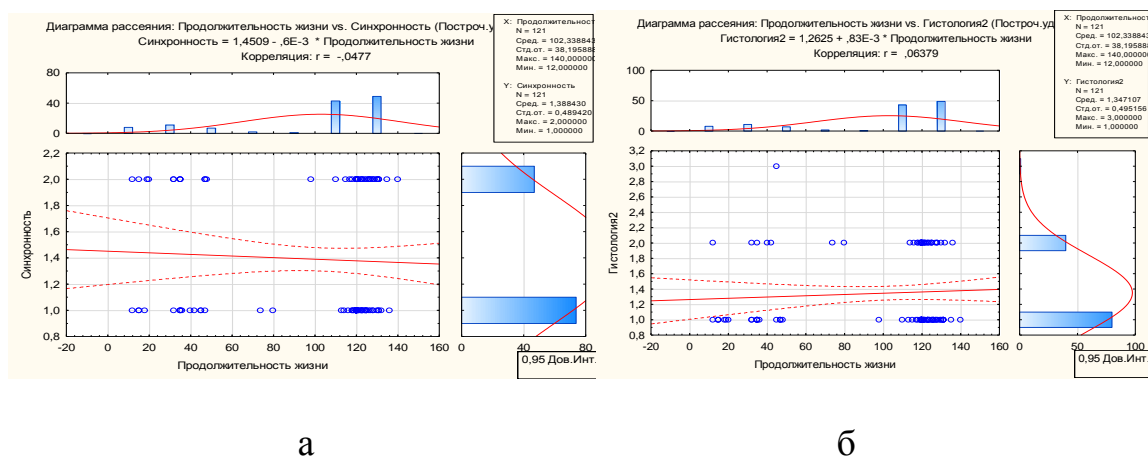 Диаграмма рассеяния: Продолжительность жизни vs. Синхронность (Построч.у
Синхронность = 1,4509 - ,6E-3 * Продолжительность жизни
Корреляция: r = -,0477
X: Продолжительност
N = 121
Сред. = 102,338843
Стд.от. = 38,195888
Макс. = 140,000000
Мин. = 12,000000
Y: Синхронность
N = 121
Сред. = 1,388430
Стд.от. = 0,489420
Макс. = 2,000000
Мин. = 1,000000
80
40
0
2,2
2,0
1,8
1,6
1,4
1,2
1,0
0,8
Синхронность
-20 0 20 40 60 80 100 120 140 160
Продолжительность жизни
0 40 80
0,95 Дов.Инт.
Диаграмма рассеяния: Продолжительность жизни vs. Гистология2 (Построч.уд
Гистология2 = 1,2625 + ,83E-3 * Продолжительность жизни
Корреляция: r = ,06379
X: Продолжительност
N = 121
Сред. = 102,338843
Стд.от. = 38,195888
Макс. = 140,000000
Мин. = 12,000000
Y: Гистология2
N = 121
Сред. = 1,347107
Стд.от. = 0,495156
Макс. = 3,000000
Мин. = 1,000000
100
50
0
3,2
3,0
2,8
2,6
2,4
2,2
2,0
1,8
1,6
1,4
1,2
1,0
0,8
Гистология2
-20 0 20 40 60 80 100 120 140 160
Продолжительность жизни
0 50 100
0,95 Дов.Инт.
а
б